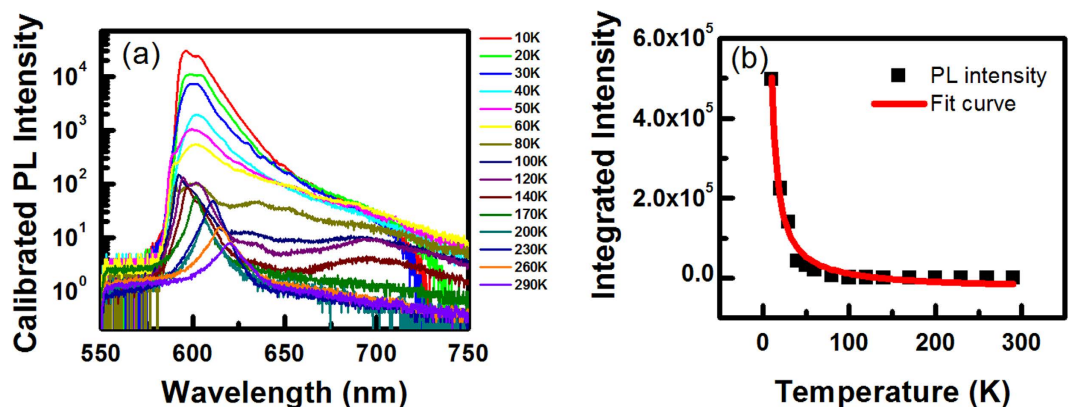 (a)
Calibrated PL Intensity
10⁴
10³
10²
10¹
10⁰
550 600 650 700 750
Wavelength (nm)
10K
20K
30K
40K
50K
60K
80K
100K
120K
140K
170K
200K
230K
260K
290K
(b)
Integrated Intensity
6.0x10⁵
4.0x10⁵
2.0x10⁵
0.0
0 100 200 300
Temperature (K)
PL intensity
Fit curve